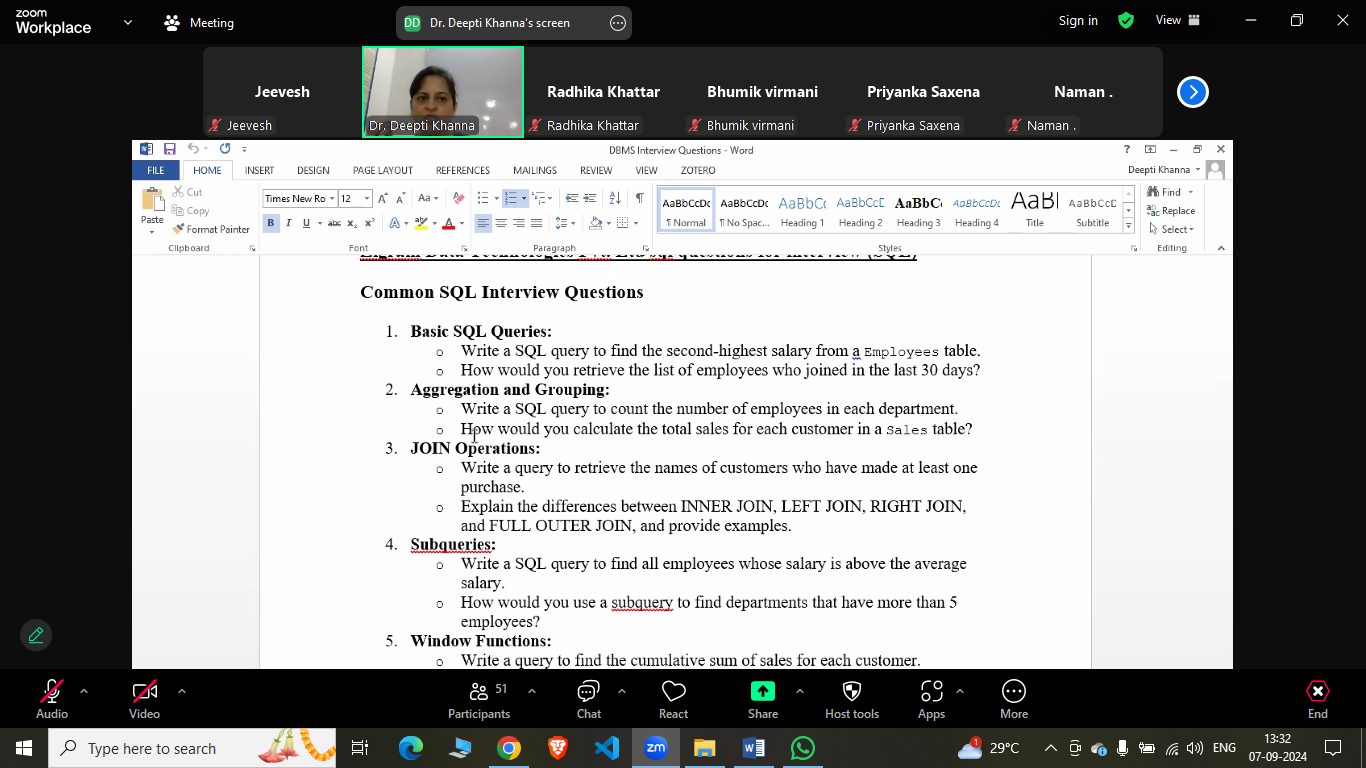 zoom
Workplace
Meeting
DD Dr. Deepti Khanna's screen
Sign in
View
Jeevesh
Radhika Khattar
Bhumik virmani
Priyanka Saxena
Naman .
Jeevesh
Dr. Deepti Khanna
Radhika Khattar
Bhumik virmani
Priyanka Saxena
Naman .
DBMS Interview Questions - Word
FILE HOME INSERT DESIGN PAGE LAYOUT REFERENCES MAILINGS REVIEW VIEW ZOTERO
Deepti Khanna
Paste
Cut
Copy
Format Painter
Clipboard
Times New Ro 12
B I U abc x₂ x²
Font
Paragraph
AaBbCcDc AaBbCcDc AaBbCc AaBbCcD AaBbCc AaBbCcDc AaBl AaBbCcD
¶ Normal ¶ No Spac... Heading 1 Heading 2 Heading 3 Heading 4 Title Subtitle
Styles
Find
Replace
Select
Editing
Common SQL Interview Questions
1. Basic SQL Queries:
o Write a SQL query to find the second-highest salary from a Employees table.
o How would you retrieve the list of employees who joined in the last 30 days?
2. Aggregation and Grouping:
o Write a SQL query to count the number of employees in each department.
o How would you calculate the total sales for each customer in a Sales table?
3. JOIN Operations:
o Write a query to retrieve the names of customers who have made at least one
purchase.
o Explain the differences between INNER JOIN, LEFT JOIN, RIGHT JOIN,
and FULL OUTER JOIN, and provide examples.
4. Subqueries:
o Write a SQL query to find all employees whose salary is above the average
salary.
o How would you use a subquery to find departments that have more than 5
employees?
5. Window Functions:
o Write a query to find the cumulative sum of sales for each customer.
Audio
Video
51
Participants
Chat
React
Share
Host tools
Apps
More
End
Type here to search
zm
1
29°C
ENG
13:32
07-09-2024